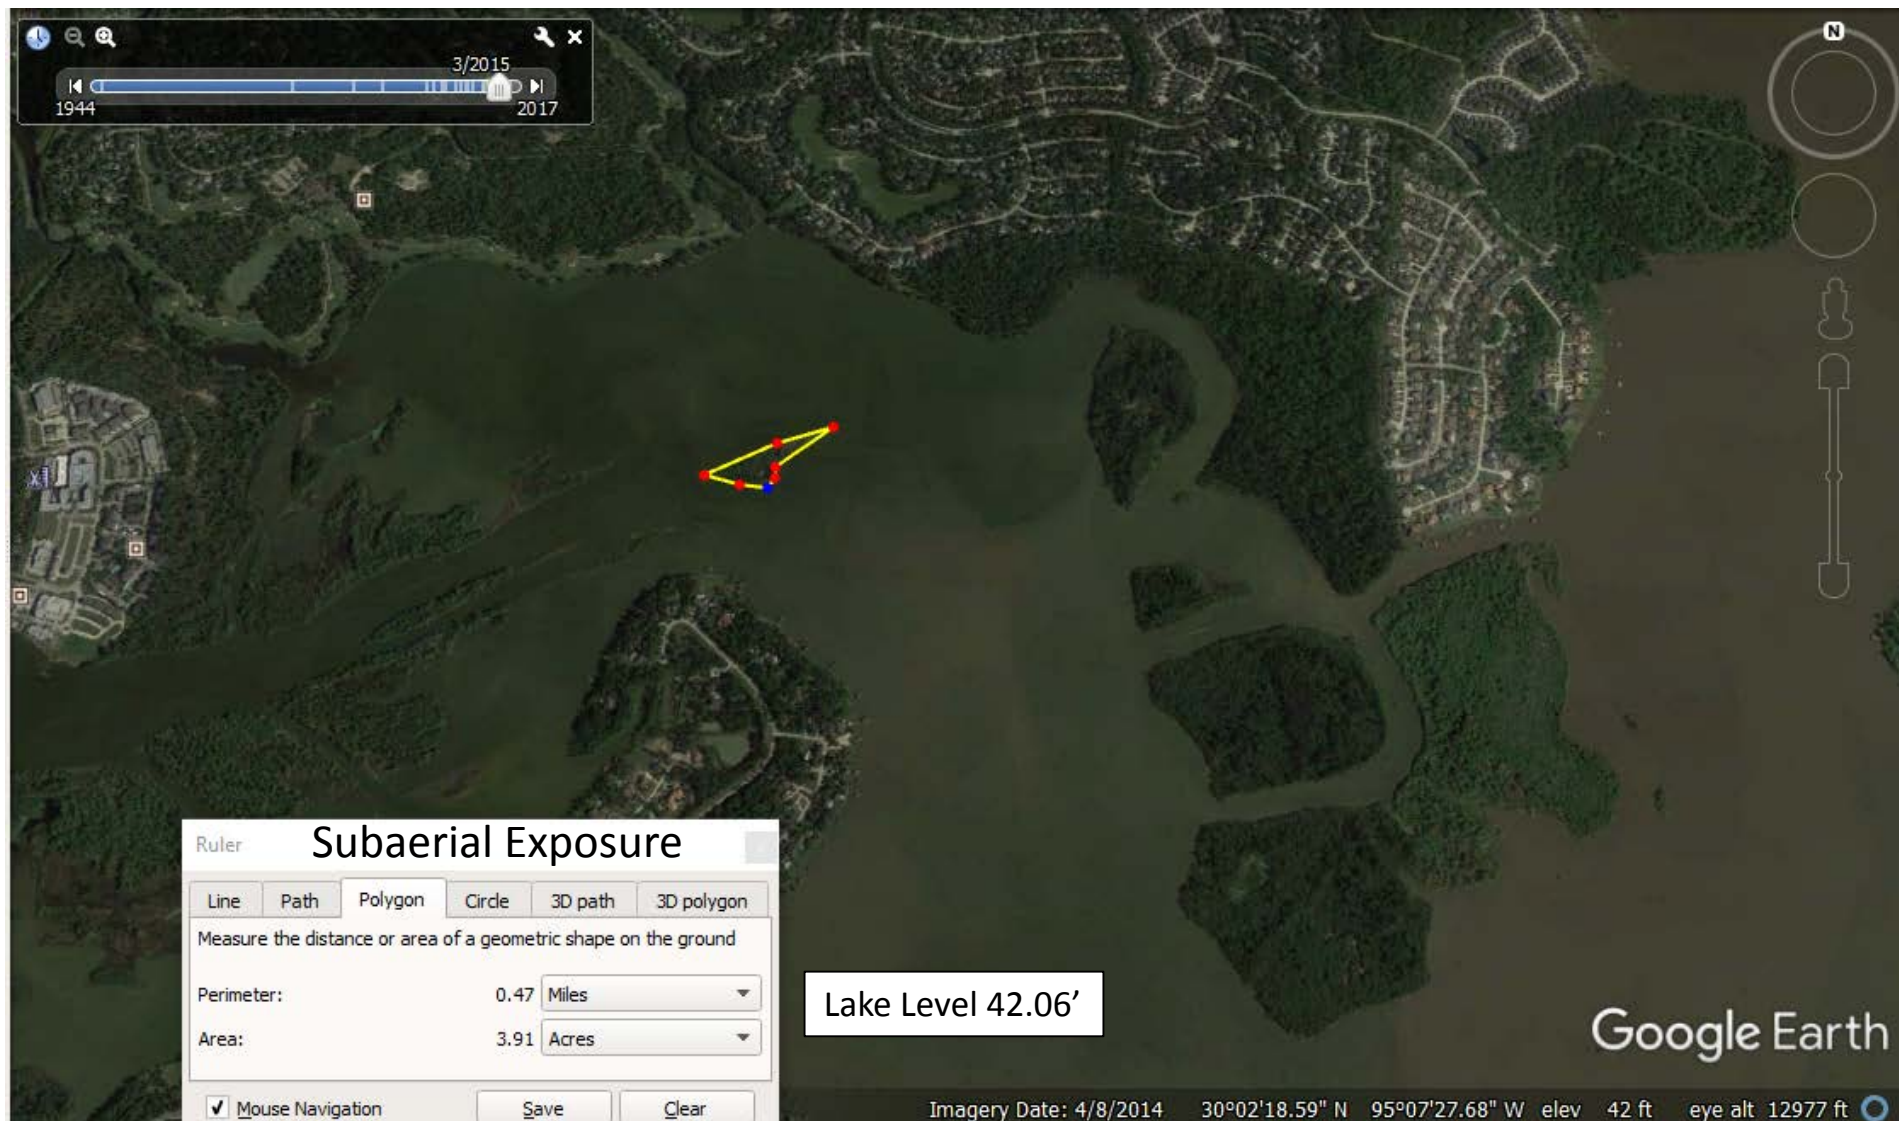 3/2015
1944
2017
N
Ruler
Subaerial Exposure
Line Path Polygon Circle 3D path 3D polygon
Measure the distance or area of a geometric shape on the ground
Perimeter: 0.47 Miles
Area: 3.91 Acres
Mouse Navigation Save Clear
Lake Level 42.06’
Google Earth
Imagery Date: 4/8/2014 30°02'18.59" N 95°07'27.68" W elev 42 ft eye alt 12977 ft